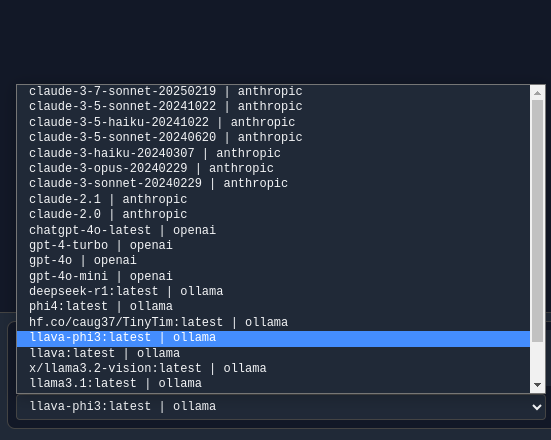 claude-3-7-sonnet-20250219 | anthropic
claude-3-5-sonnet-20241022 | anthropic
claude-3-5-haiku-20241022 | anthropic
claude-3-5-sonnet-20240620 | anthropic
claude-3-haiku-20240307 | anthropic
claude-3-opus-20240229 | anthropic
claude-3-sonnet-20240229 | anthropic
claude-2.1 | anthropic
claude-2.0 | anthropic
chatgpt-4o-latest | openai
gpt-4-turbo | openai
gpt-4o | openai
gpt-4o-mini | openai
deepseek-r1:latest | ollama
phi4:latest | ollama
hf.co/caug37/TinyTim:latest | ollama
llava-phi3:latest | ollama
llava:latest | ollama
x/llama3.2-vision:latest | ollama
llama3.1:latest | ollama
llava-phi3:latest | ollama